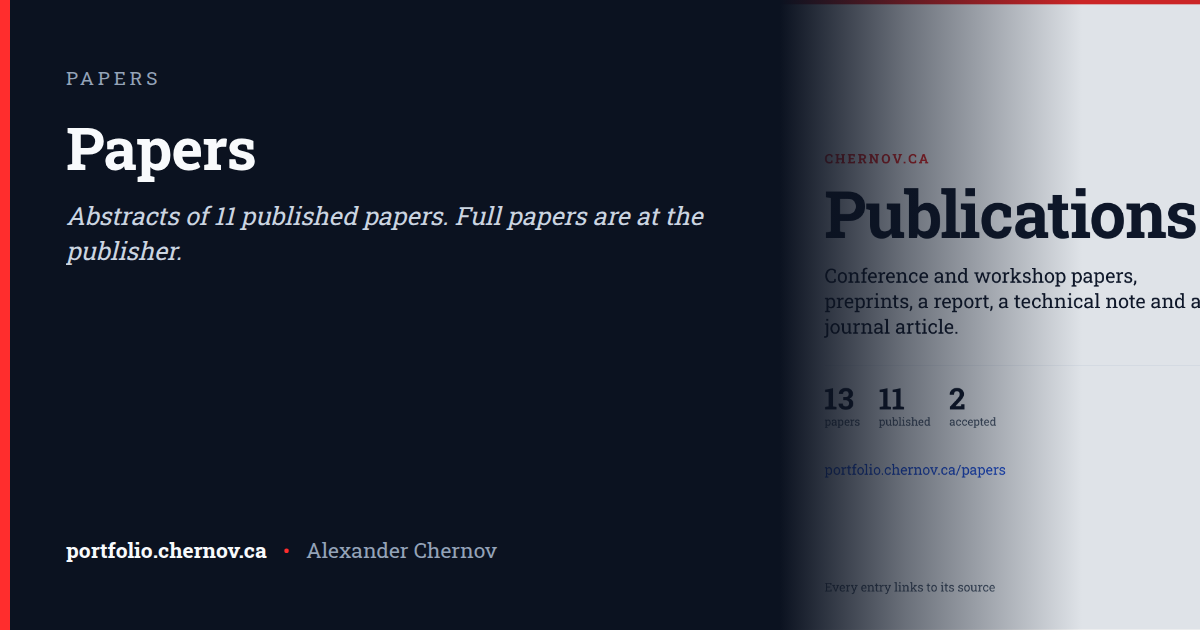 PAPERS
Papers
Abstracts of 11 published papers. Full papers are at the
publisher.
portfolio.chernov.ca • Alexander Chernov
CHERNOV.CA
Publications
Conference and workshop papers,
preprints, a report, a technical note and a
journal article.
13 11 2
papers published accepted
portfolio.chernov.ca/papers
Every entry links to its source